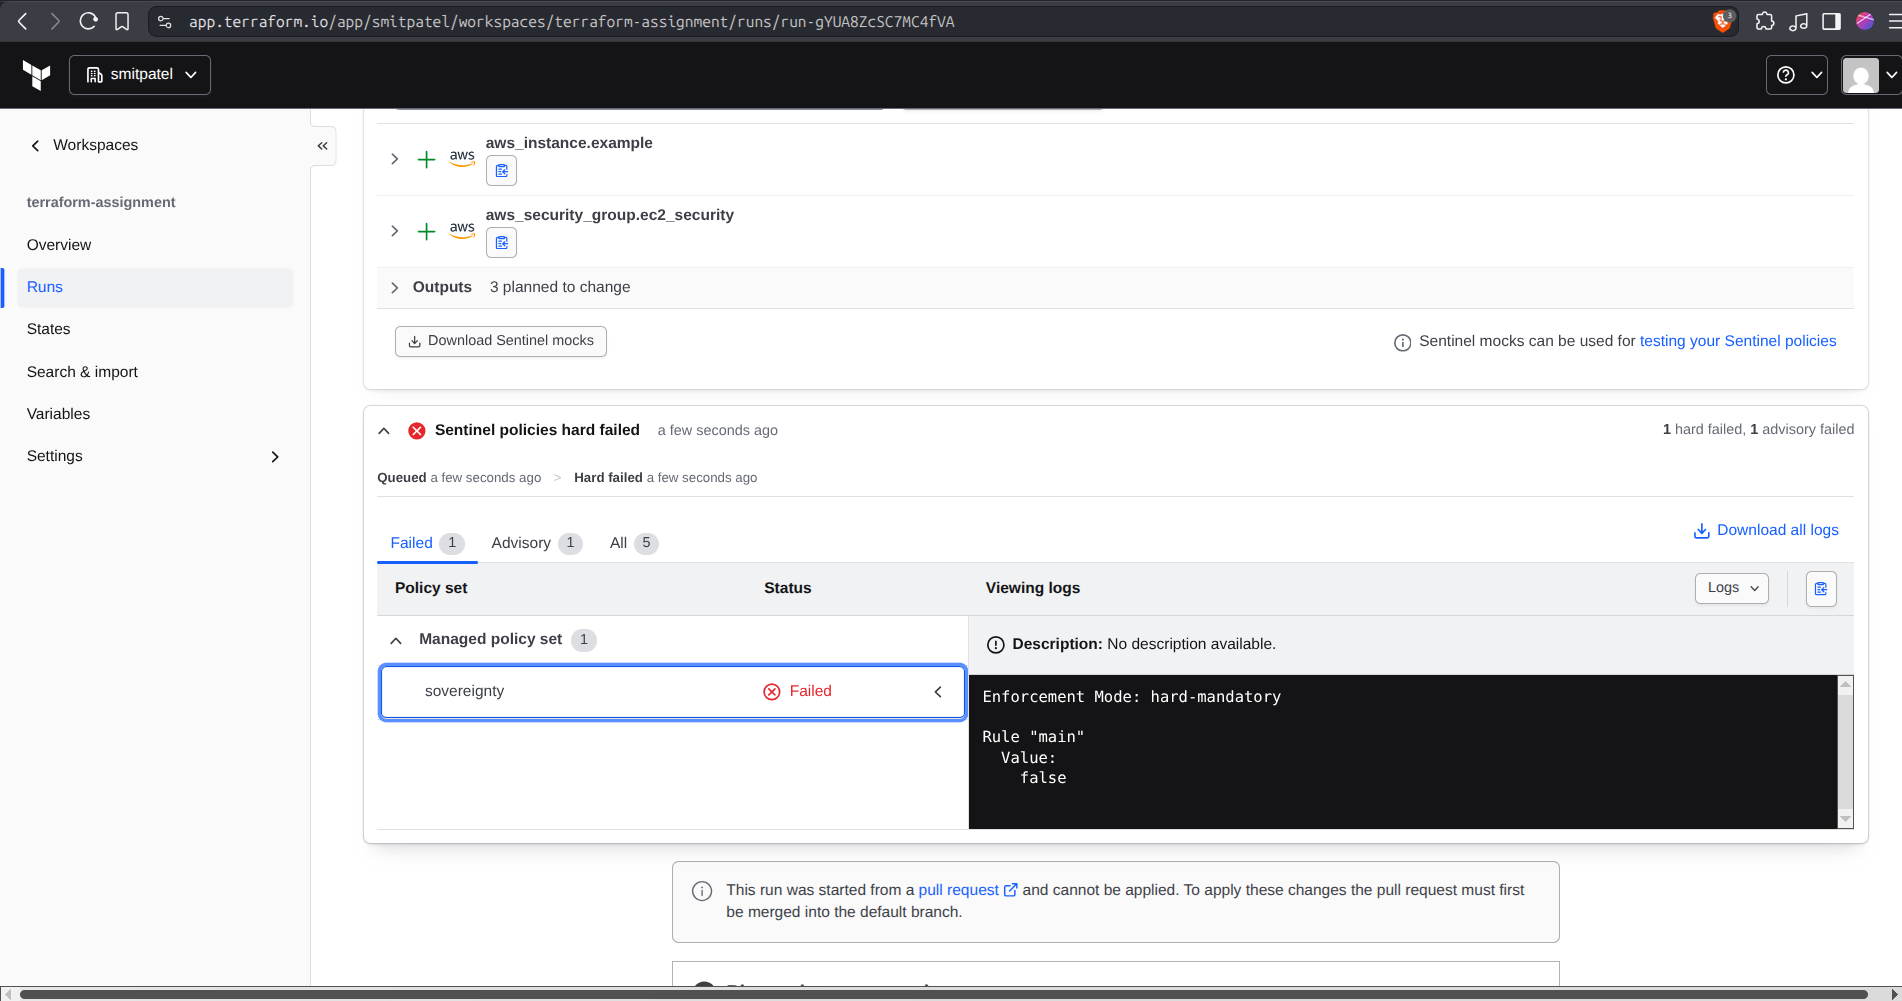 app.terraform.io/app/smitpatel/workspaces/terraform-assignment/runs/run-gYUA8ZcSC7MC4fVA
3
smitpatel
Workspaces
terraform-assignment
Overview
Runs
States
Search & import
Variables
Settings
aws
aws_instance.example
aws
aws_security_group.ec2_security
Outputs 3 planned to change
Download Sentinel mocks
Sentinel mocks can be used for testing your Sentinel policies
Sentinel policies hard failed a few seconds ago
1 hard failed, 1 advisory failed
Queued a few seconds ago > Hard failed a few seconds ago
Failed 1 Advisory 1 All 5
Download all logs
Policy set Status Viewing logs Logs
Managed policy set 1
sovereignty Failed
Description: No description available.
Enforcement Mode: hard-mandatory
Rule "main"
Value:
false
This run was started from a pull request and cannot be applied. To apply these changes the pull request must first
be merged into the default branch.